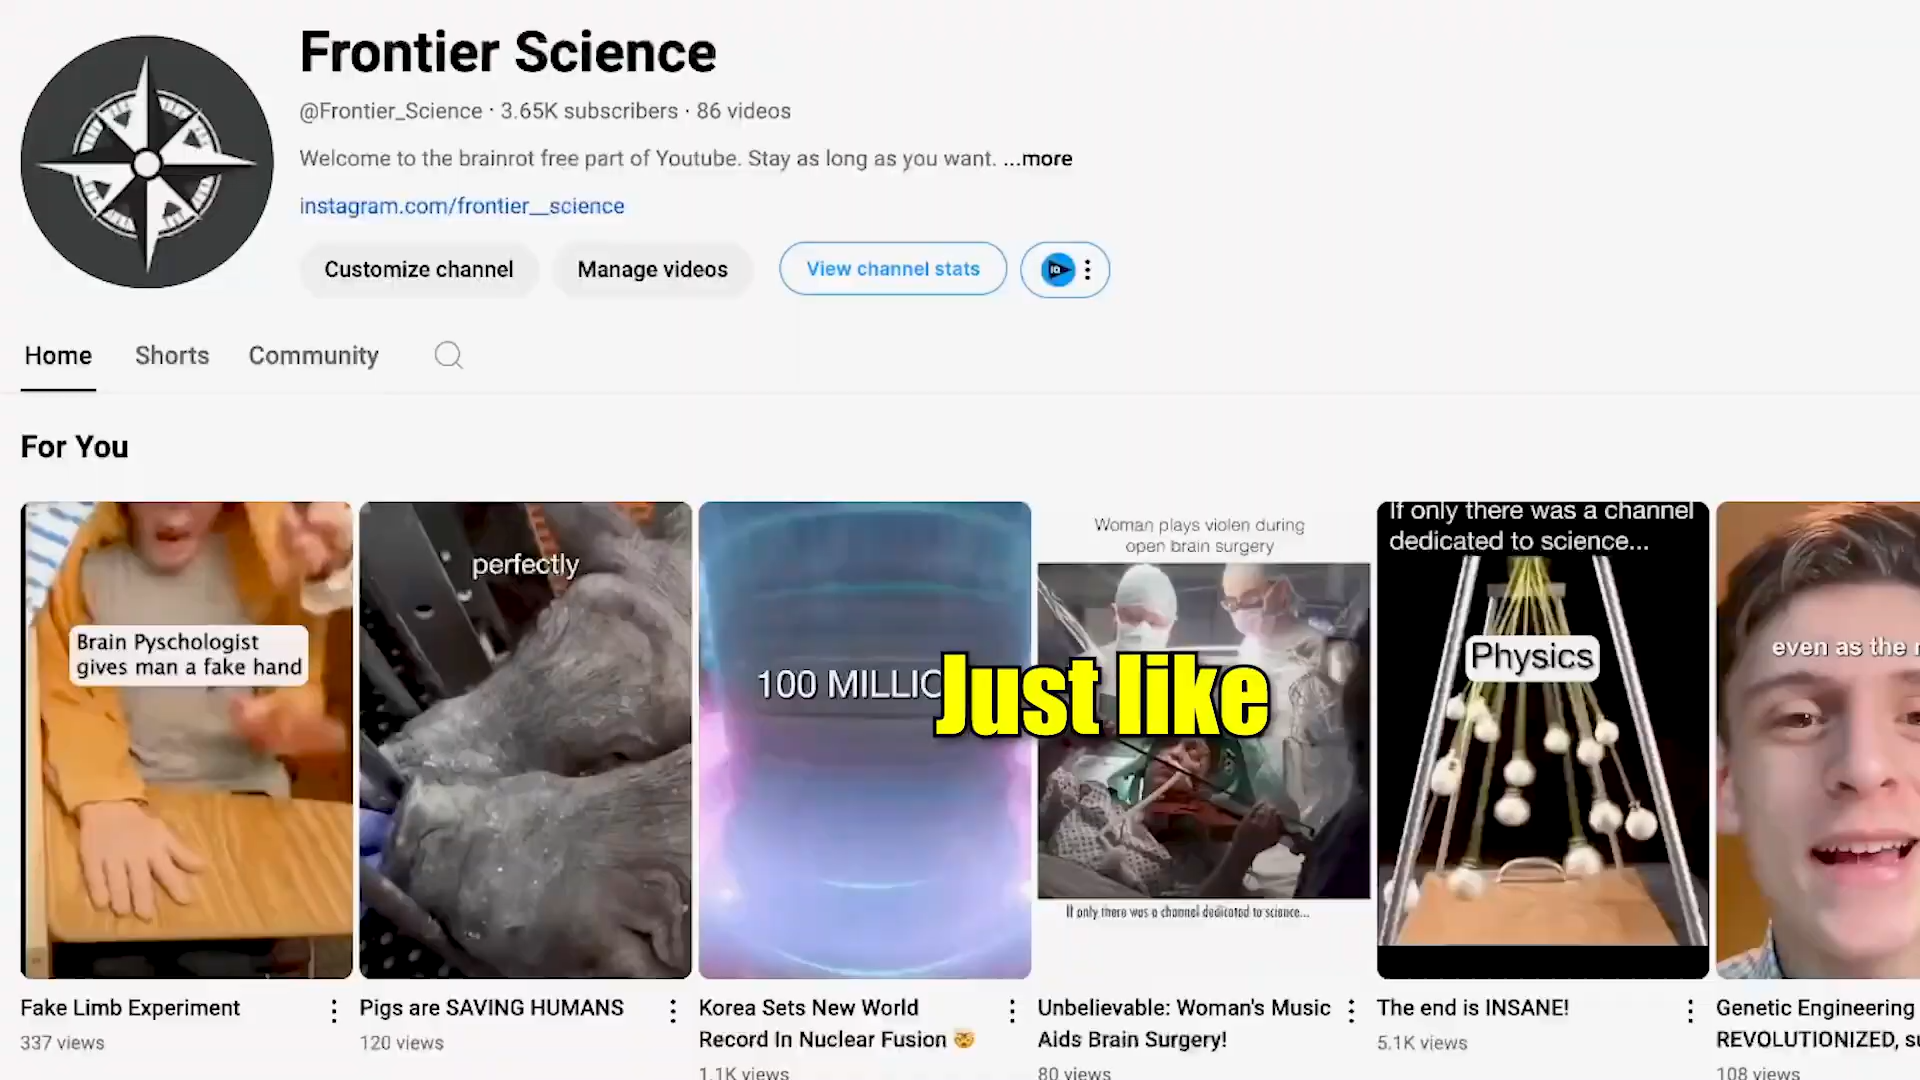 Frontier Science
@Frontier_Science · 3.65K subscribers · 86 videos
Welcome to the brainrot free part of Youtube. Stay as long as you want. ...more
instagram.com/frontier__science
Customize channel
Manage videos
View channel stats
Home
Shorts
Community
For You
Brain Pyschologist
gives man a fake hand
perfectly
100 MILLIO
Just like
Woman plays violen during
open brain surgery
If only there was a channel dedicated to science...
If only there was a channel
dedicated to science...
Physics
even as the
Fake Limb Experiment
337 views
Pigs are SAVING HUMANS
120 views
Korea Sets New World
Record In Nuclear Fusion 🤯
1.1K views
Unbelievable: Woman's Music
Aids Brain Surgery!
80 views
The end is INSANE!
5.1K views
Genetic Engineering
REVOLUTIONIZED, su
108 views